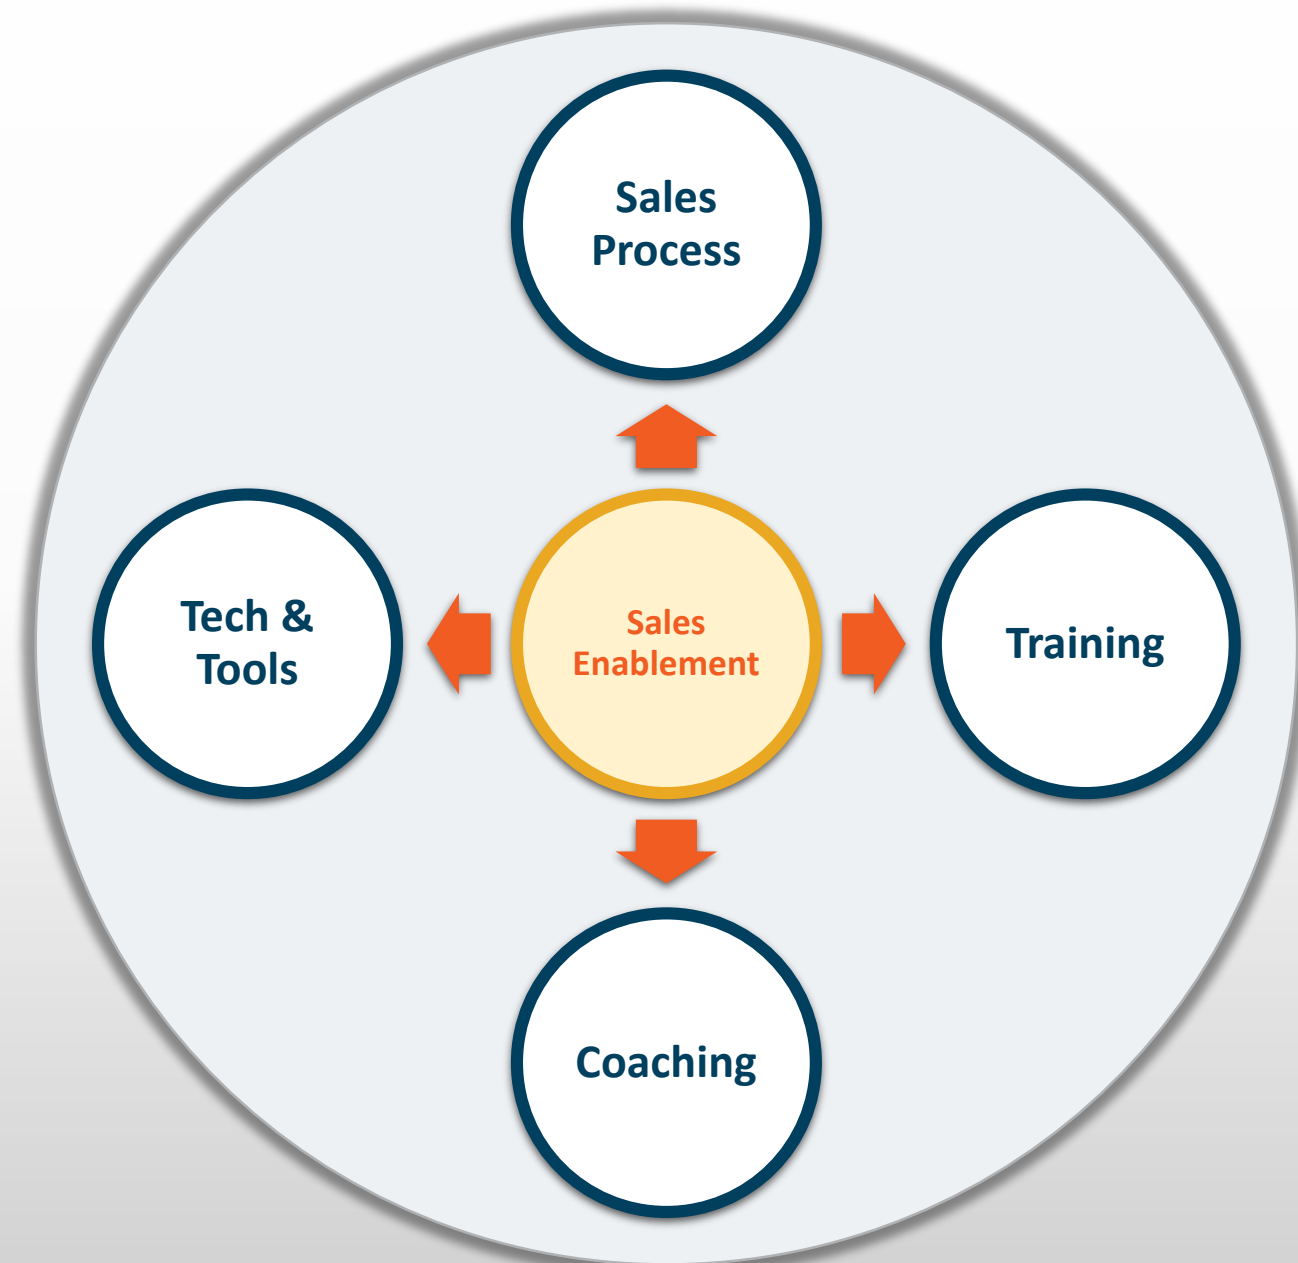 Sales
Process
Tech &
Tools
Sales
Enablement
Training
Coaching